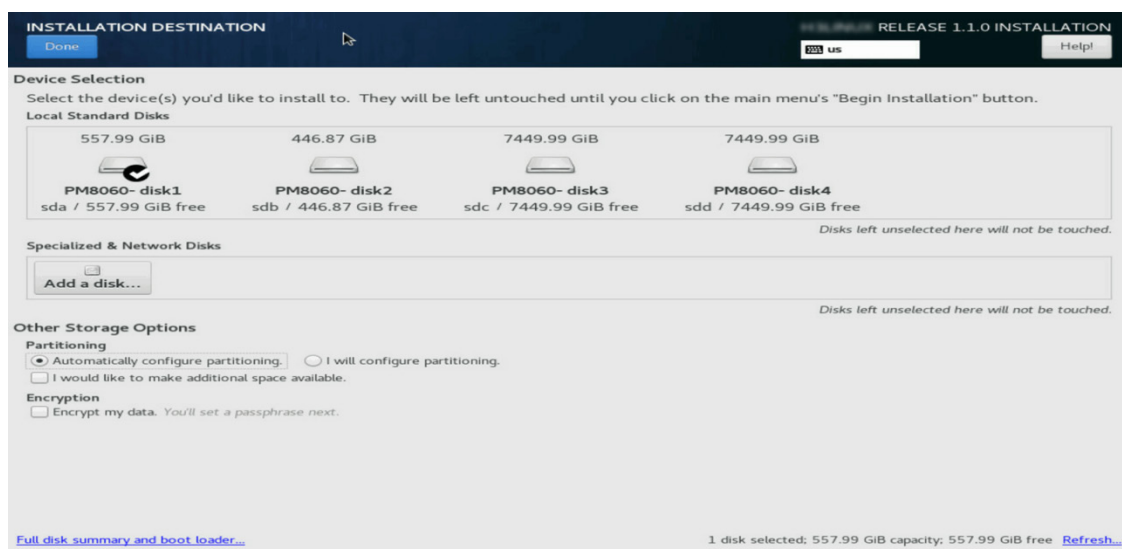 INSTALLATION DESTINATION
RELEASE 1.1.0 INSTALLATION
Done
us
Help!
Device Selection
Select the device(s) you'd like to install to. They will be left untouched until you click on the main menu's "Begin Installation" button.
Local Standard Disks
557.99 GiB 446.87 GiB 7449.99 GiB 7449.99 GiB
PM8060- disk1 PM8060- disk2 PM8060- disk3 PM8060- disk4
sda / 557.99 GiB free sdb / 446.87 GiB free sdc / 7449.99 GiB free sdd / 7449.99 GiB free
Disks left unselected here will not be touched.
Specialized & Network Disks
Add a disk...
Disks left unselected here will not be touched.
Other Storage Options
Partitioning
Automatically configure partitioning. I will configure partitioning.
I would like to make additional space available.
Encryption
Encrypt my data. You'll set a passphrase next.
Full disk summary and boot loader... 1 disk selected; 557.99 GiB capacity; 557.99 GiB free Refresh...